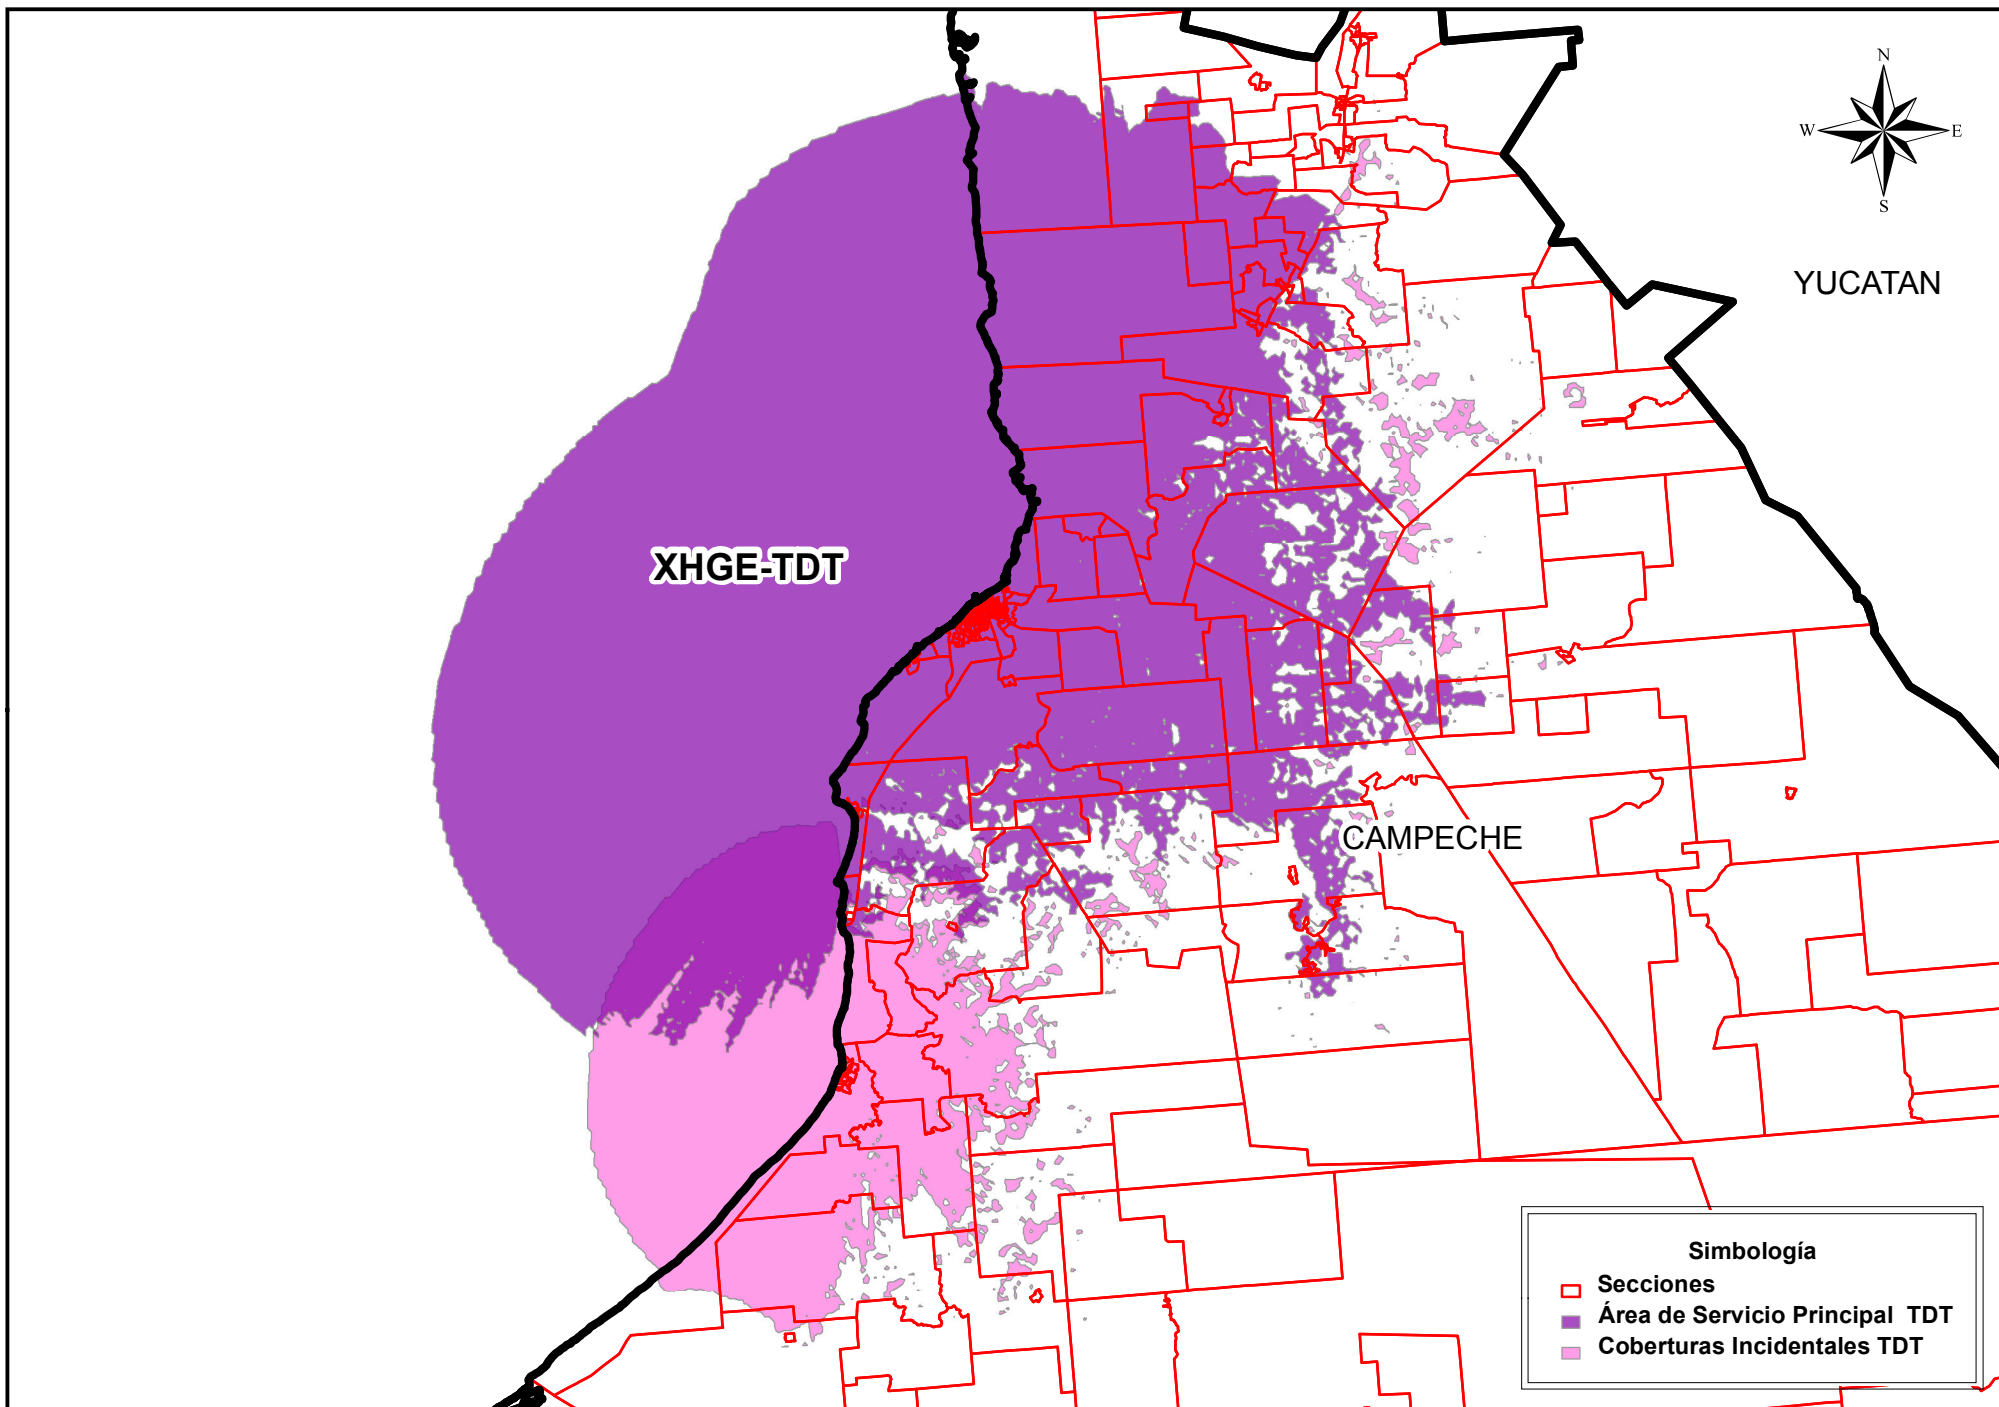 N
W E
S
YUCATAN
XHGE-TDT
CAMPECHE
Simbología
Secciones
Área de Servicio Principal TDT
Coberturas Incidentales TDT